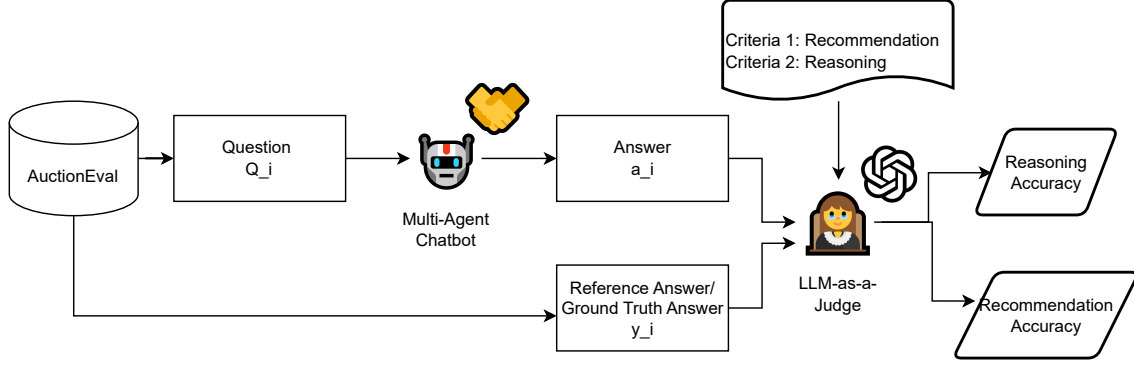 Criteria 1: Recommendation
Criteria 2: Reasoning
AuctionEval
Question
Q_i
Multi-Agent
Chatbot
Answer
a_i
Reference Answer/
Ground Truth Answer
y_i
LLM-as-a-
Judge
Reasoning
Accuracy
Recommendation
Accuracy